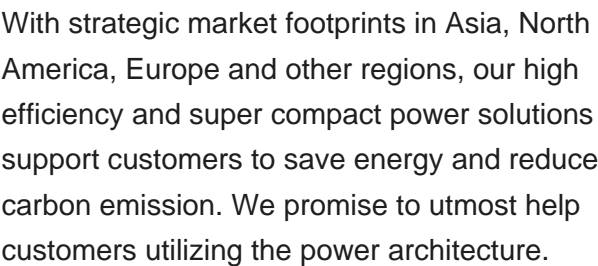 With strategic market footprints in Asia, North
America, Europe and other regions, our high
efficiency and super compact power solutions
support customers to save energy and reduce
carbon emission. We promise to utmost help
customers utilizing the power architecture.